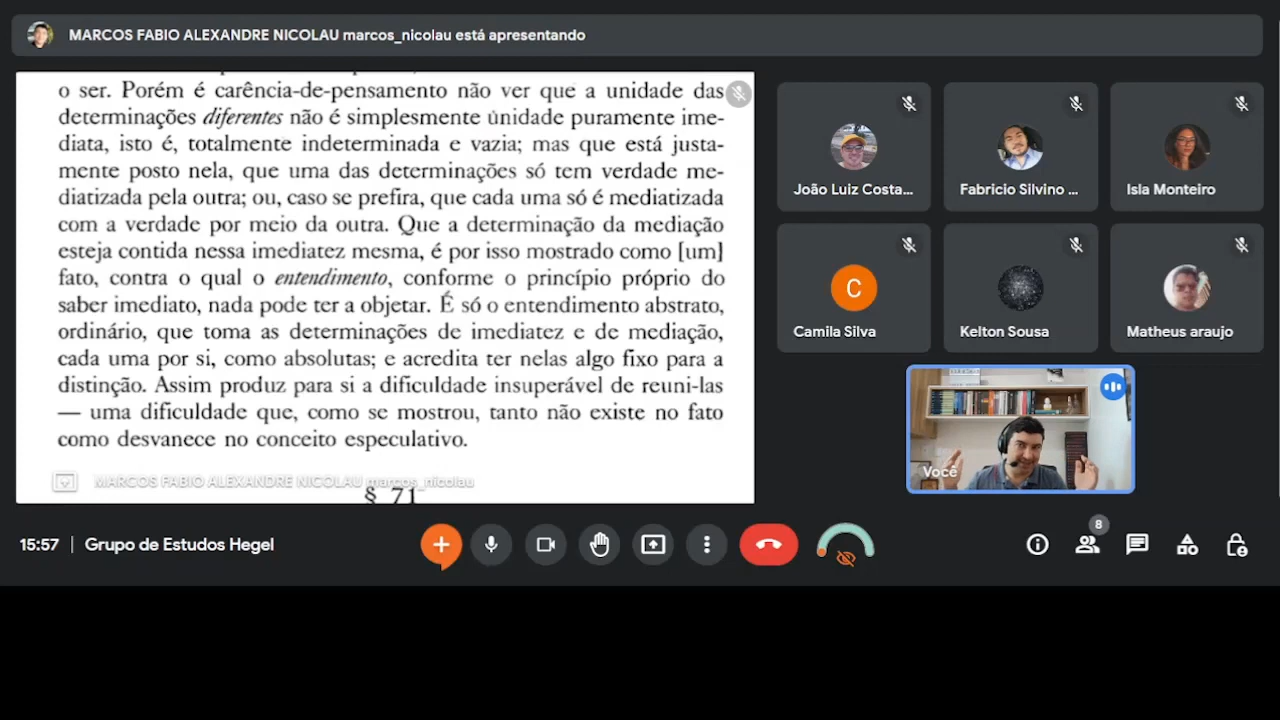 MARCOS FABIO ALEXANDRE NICOLAU marcos_nicolau está apresentando
o ser. Porém é carência-de-pensamento não ver que a unidade das
determinações diferentes não é simplesmente unidade puramente ime-
diata, isto é, totalmente indeterminada e vazia; mas que está justa-
mente posto nela, que uma das determinações só tem verdade me-
diatizada pela outra; ou, caso se prefira, que cada uma só é mediatizada
com a verdade por meio da outra. Que a determinação da mediação
esteja contida nessa imediatez mesma, é por isso mostrado como [um]
fato, contra o qual o entendimento, conforme o princípio próprio do
saber imediato, nada pode ter a objetar. É só o entendimento abstrato,
ordinário, que toma as determinações de imediatez e de mediação,
cada uma por si, como absolutas; e acredita ter nelas algo fixo para a
distinção. Assim produz para si a dificuldade insuperável de reuni-las
— uma dificuldade que, como se mostrou, tanto não existe no fato
como desvanece no conceito especulativo.
MARCOS FABIO ALEXANDRE NICOLAU marcos_nicolau
§ 71
João Luiz Costa...
Fabricio Silvino ...
Isla Monteiro
C
Camila Silva
Kelton Sousa
Matheus araujo
Você
15:57 | Grupo de Estudos Hegel
8